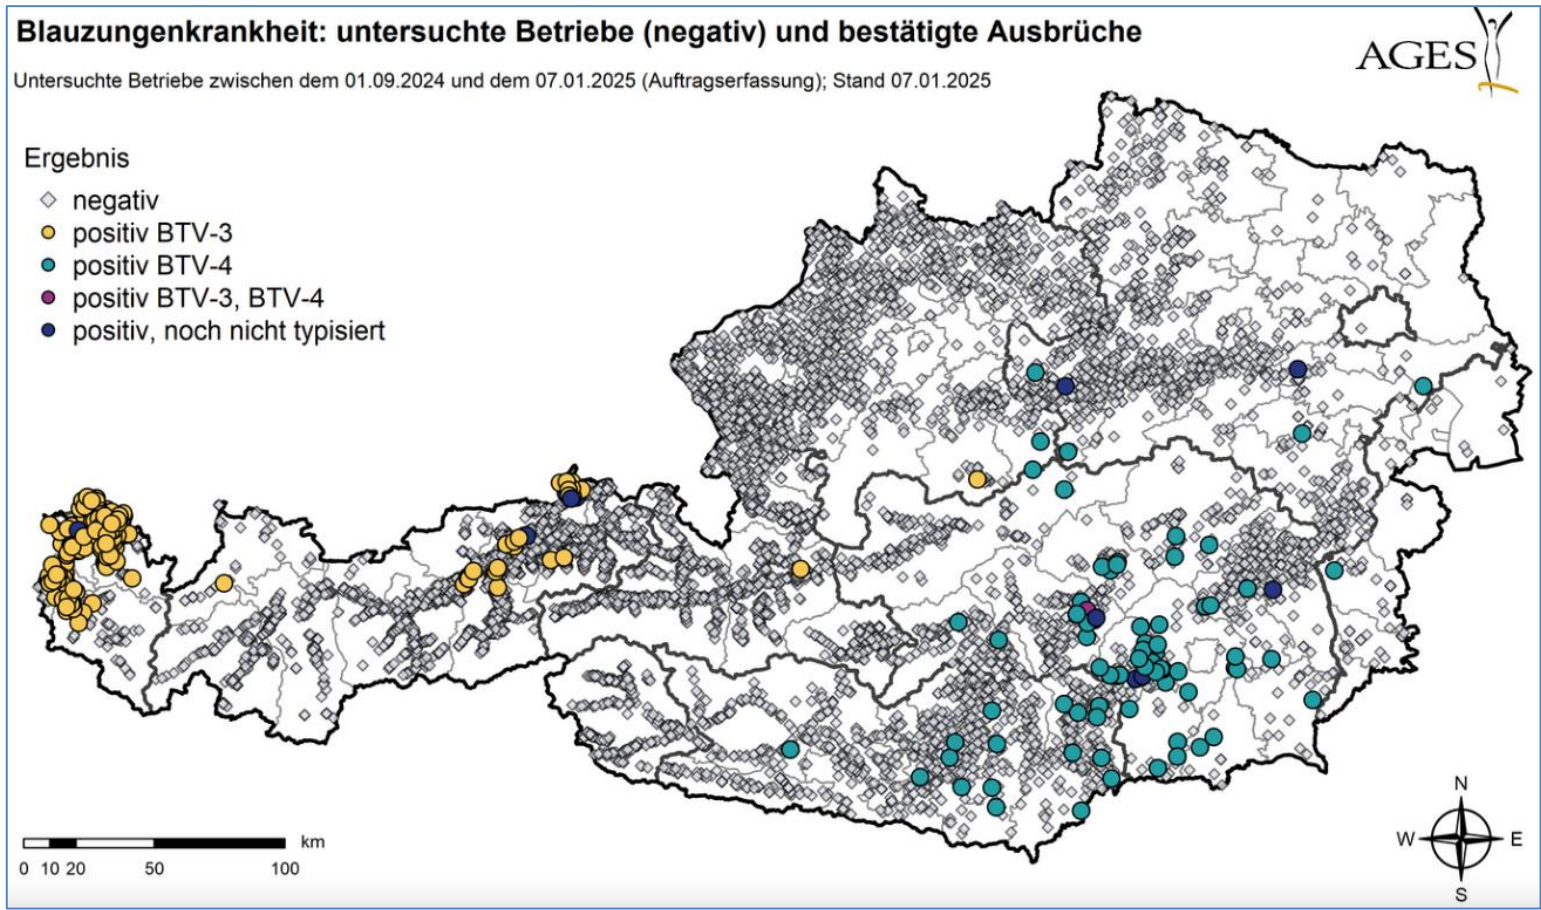 Blauzungenkrankheit: untersuchte Betriebe (negativ) und bestätigte Ausbrüche
AGES
Untersuchte Betriebe zwischen dem 01.09.2024 und dem 07.01.2025 (Auftragserfassung); Stand 07.01.2025
Ergebnis
negativ
positiv BTV-3
positiv BTV-4
positiv BTV-3, BTV-4
positiv, noch nicht typisiert
km
0 10 20 50 100
N
W E
S